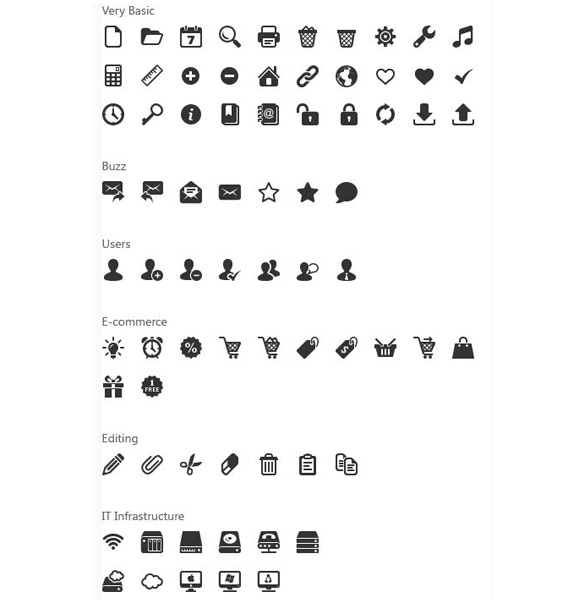 Very Basic
7
i
@
Buzz
Users
E-commerce
%
$
1
FREE
Editing
IT Infrastructure